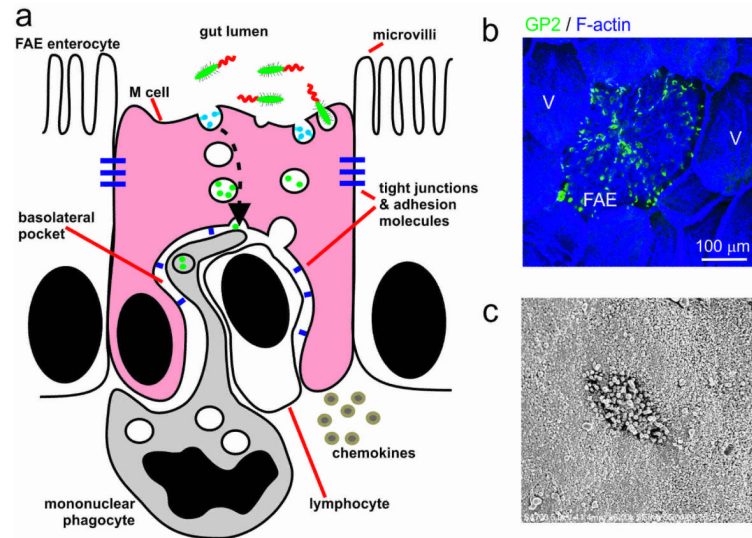 a
gut lumen
FAE enterocyte
microvilli
M cell
tight junctions
& adhesion
molecules
basolateral
pocket
chemokines
mononuclear
phagocyte
lymphocyte
b
GP2 / F-actin
V
V
FAE
100 μm
c